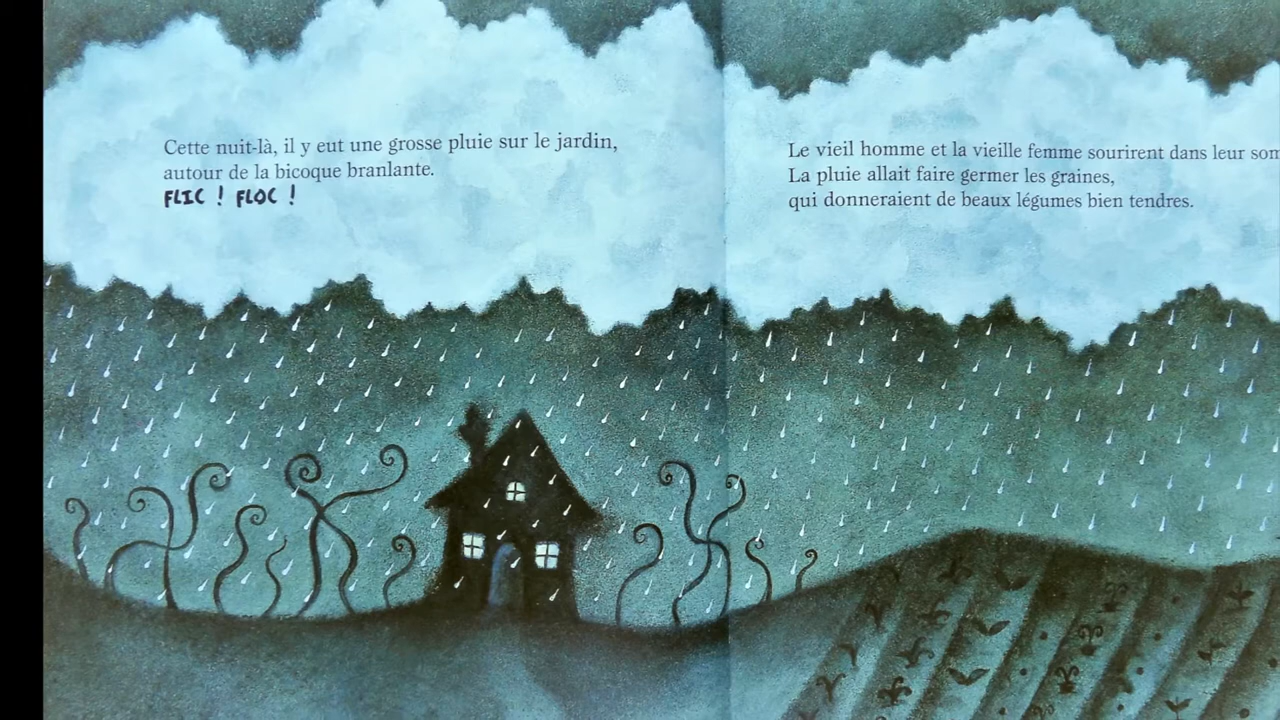 Cette nuit-là, il y eut une grosse pluie sur le jardin,
autour de la bicoque branlante.
FLIC ! FLOC !
Le vieil homme et la vieille femme sourirent dans leur
La pluie allait faire germer les graines,
qui donneraient de beaux légumes bien tendres.